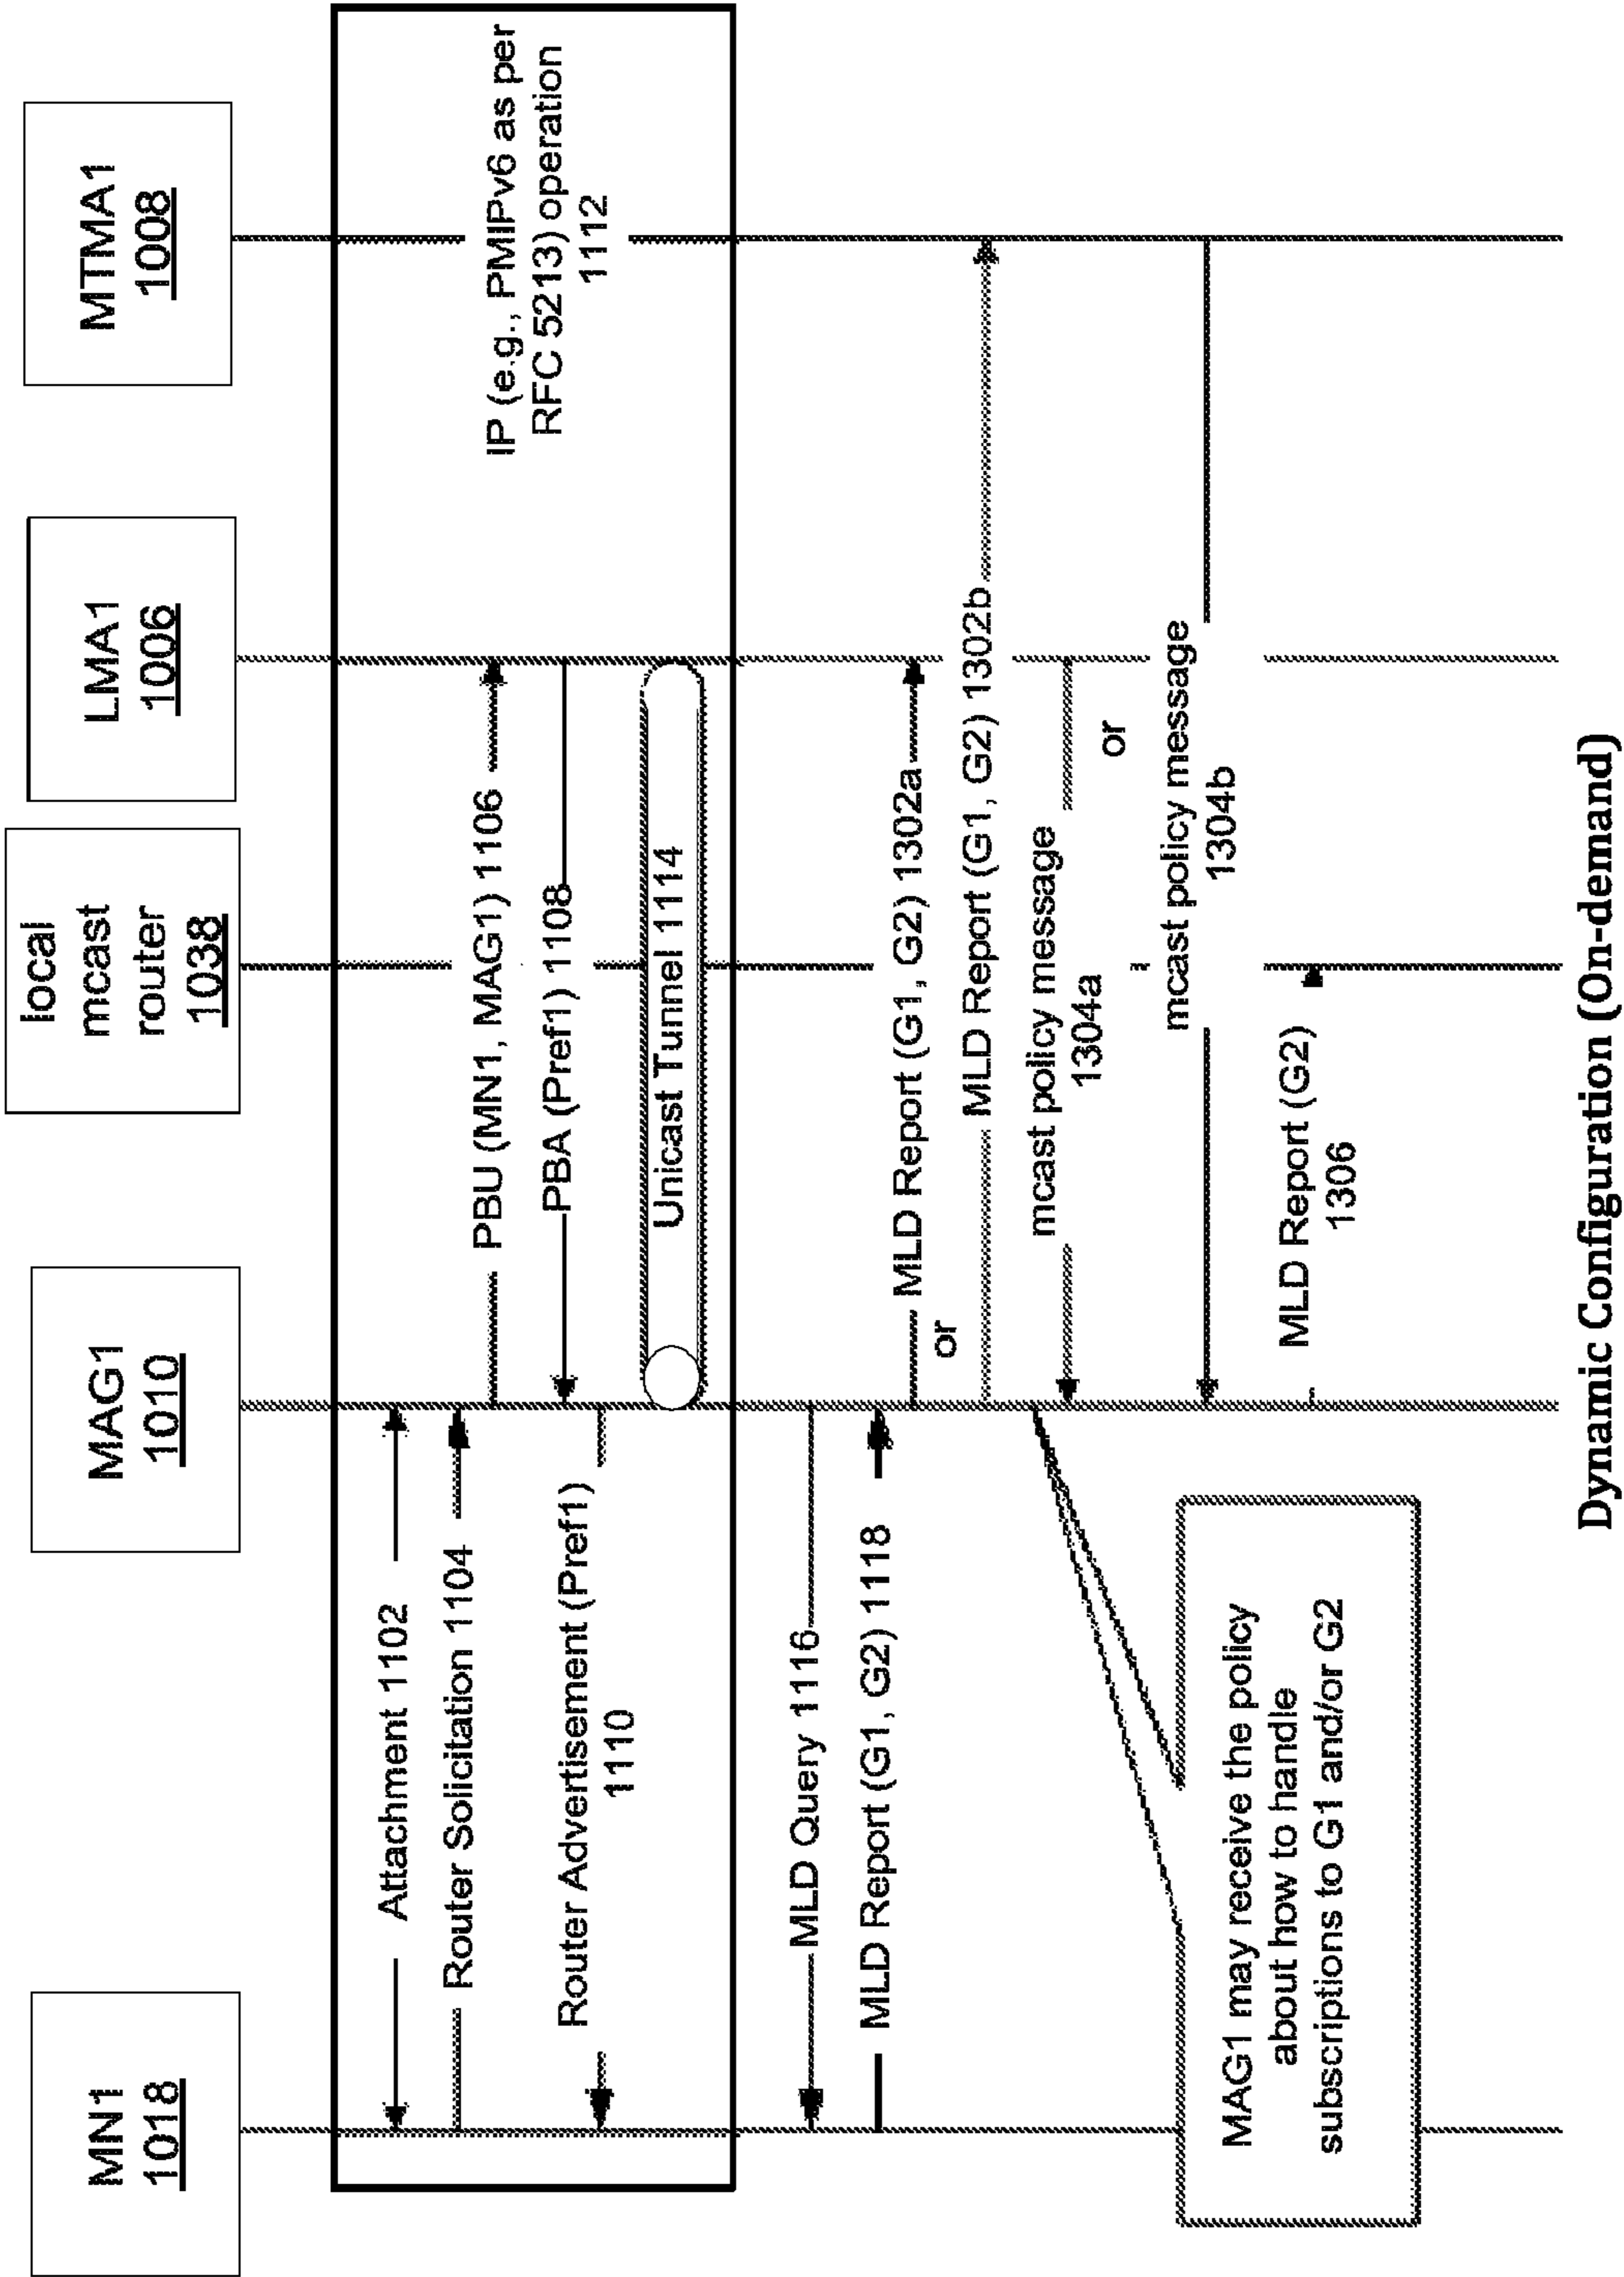 MN1
1018
MAG1
1010
local
mcast
router
1038
LMA1
1006
MTMA1
1008
Attachment 1102
Router Solicitation 1104
PBU (MN1, MAG1) 1106
PBA (Pref1) 1108
Router Advertisement (Pref1)
1110
IP (e.g., PMIPv6 as per
RFC 5213) operation
1112
Unicast Tunnel 1114
MLD Query 1116
MLD Report (G1, G2) 1118
MLD Report (G1, G2) 1302a
or
MLD Report (G1, G2) 1302b
mcast policy message
1304a
or
mcast policy message
1304b
MAG1 may receive the policy
about how to handle
subscriptions to G1 and/or G2
MLD Report (G2)
1306
Dynamic Configuration (On-demand)